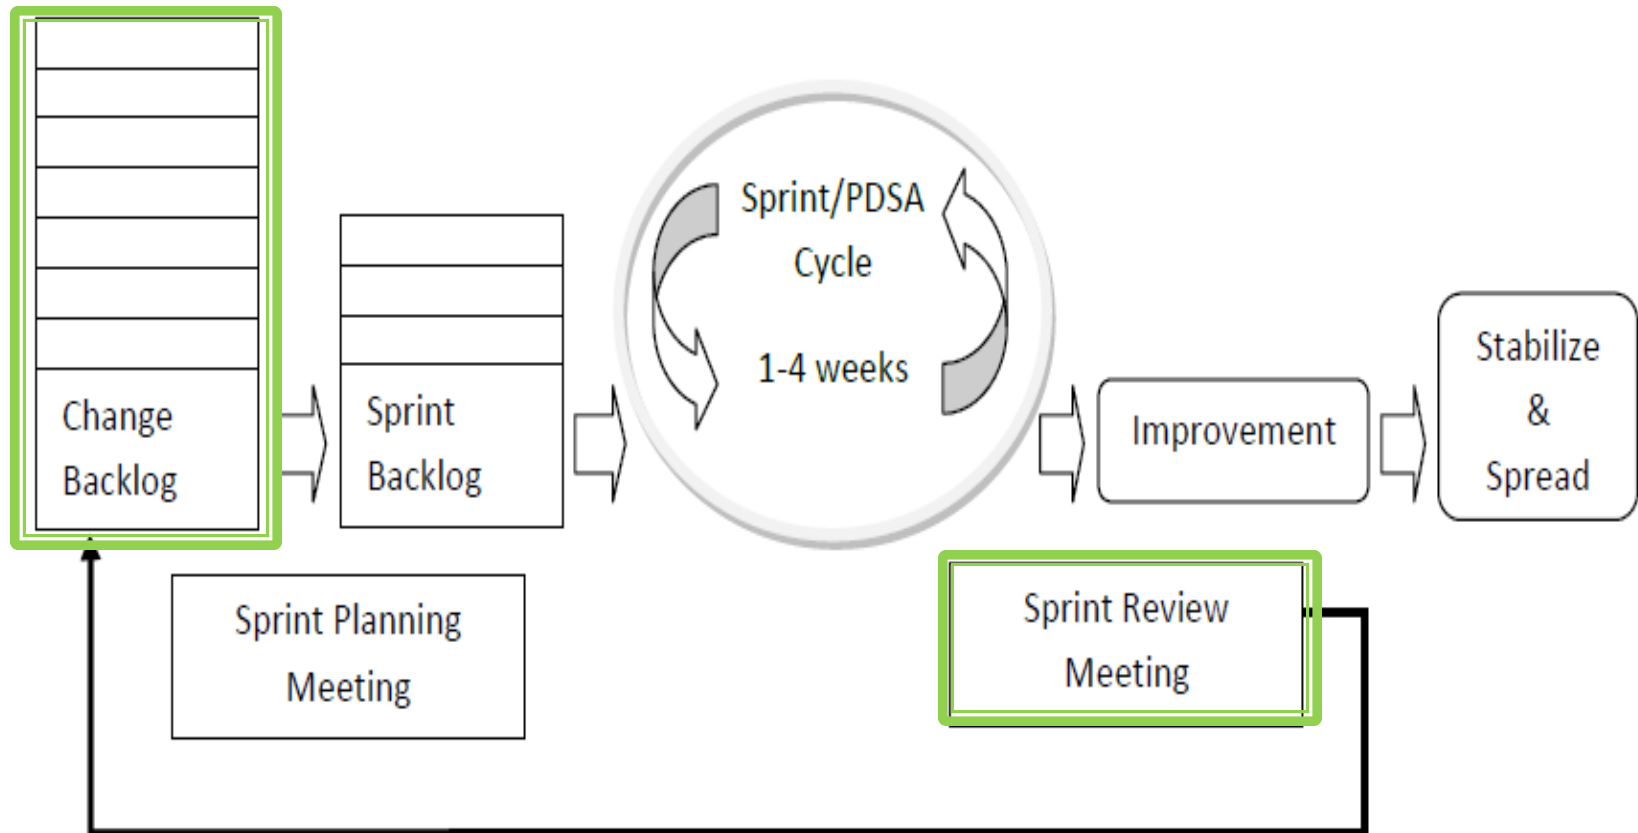 Change
Backlog
Sprint
Backlog
Sprint/PDSA
Cycle
1-4 weeks
Improvement
Stabilize
&
Spread
Sprint Planning
Meeting
Sprint Review
Meeting